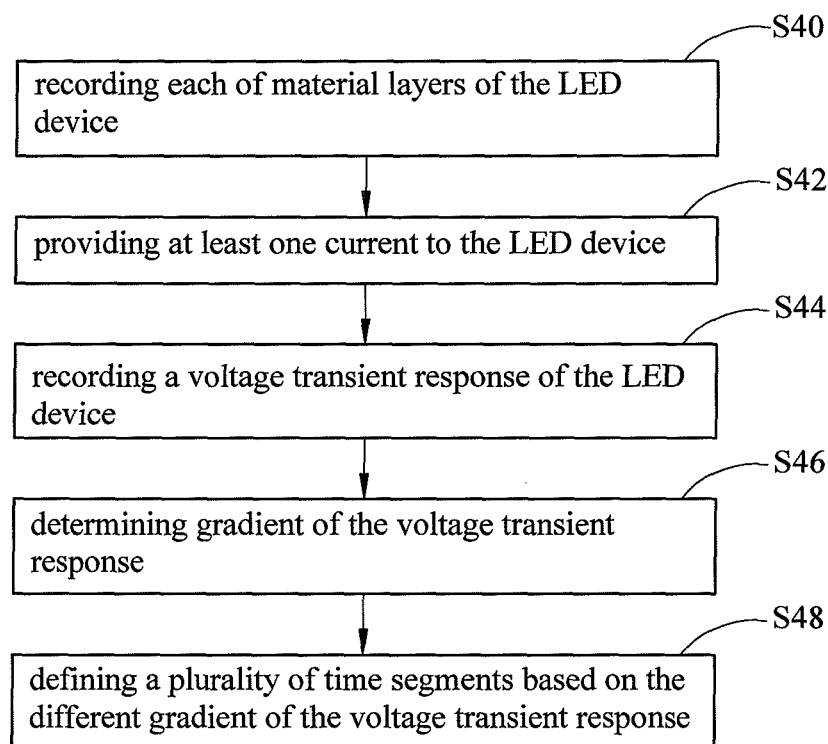 S40
recording each of material layers of the LED
device
S42
providing at least one current to the LED device
S44
recording a voltage transient response of the LED
device
S46
determining gradient of the voltage transient
response
S48
defining a plurality of time segments based on the
different gradient of the voltage transient response